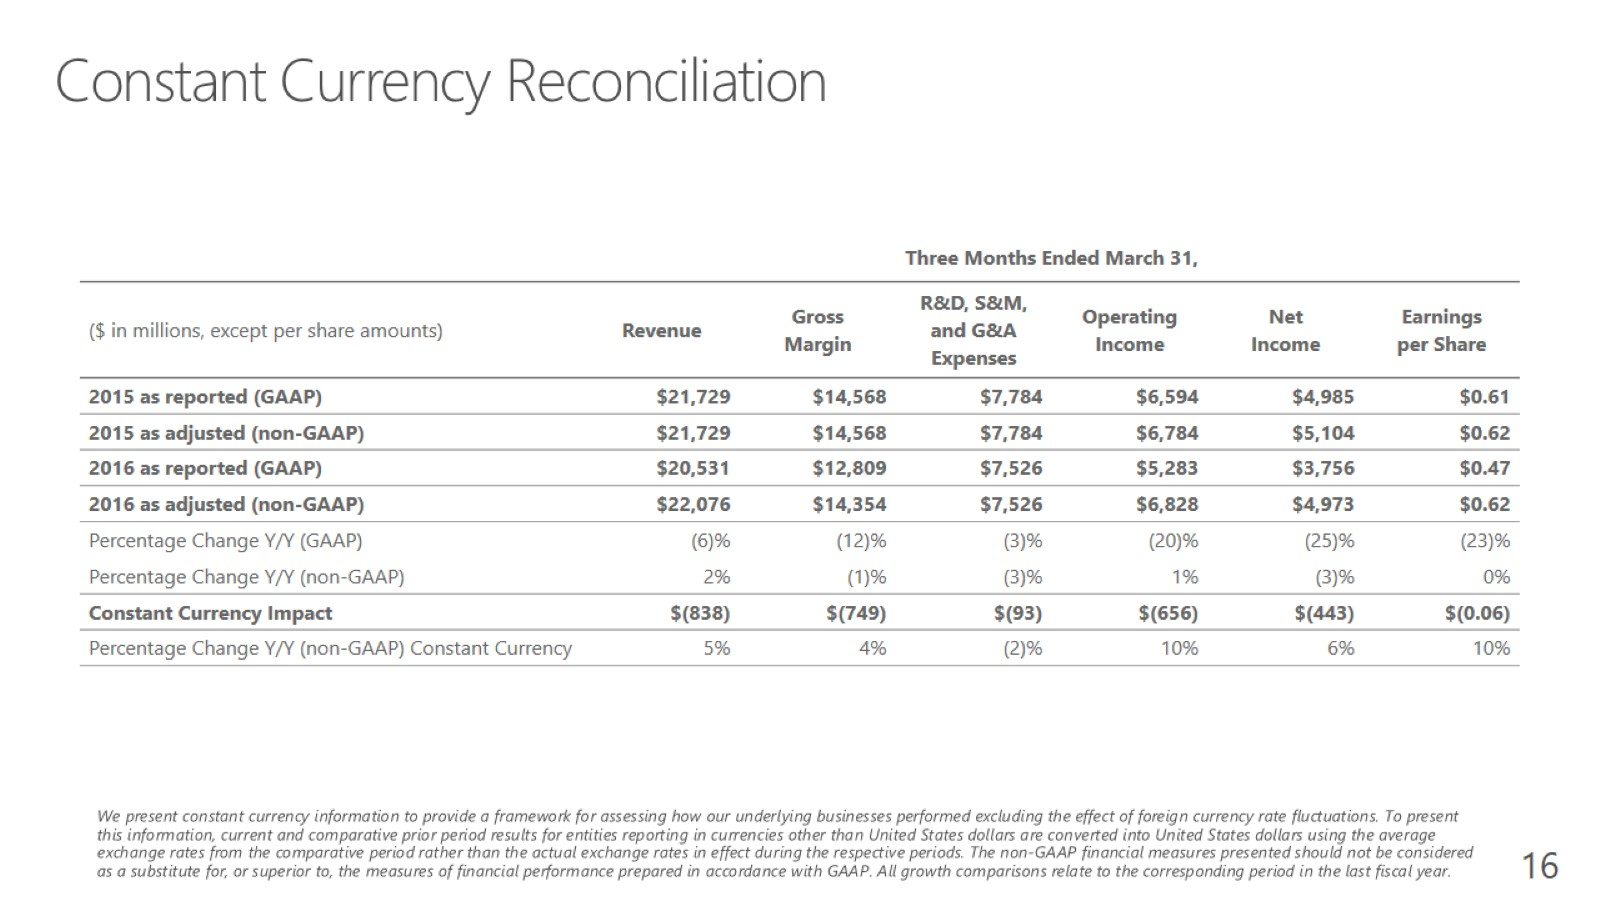 Constant Currency Reconciliation
Three Months Ended March 31,
($ in millions, except per share amounts) Revenue Gross Margin R&D, S&M, and G&A Expenses Operating Income Net Income Earnings per Share
2015 as reported (GAAP) $21,729 $14,568 $7,784 $6,594 $4,985 $0.61
2015 as adjusted (non-GAAP) $21,729 $14,568 $7,784 $6,784 $5,104 $0.62
2016 as reported (GAAP) $20,531 $12,809 $7,526 $5,283 $3,756 $0.47
2016 as adjusted (non-GAAP) $22,076 $14,354 $7,526 $6,828 $4,973 $0.62
Percentage Change Y/Y (GAAP) (6)% (12)% (3)% (20)% (25)% (23)%
Percentage Change Y/Y (non-GAAP) 2% (1)% (3)% 1% (3)% 0%
Constant Currency Impact $(838) $(749) $(93) $(656) $(443) $(0.06)
Percentage Change Y/Y (non-GAAP) Constant Currency 5% 4% (2)% 10% 6% 10%
We present constant currency information to provide a framework for assessing how our underlying businesses performed excluding the effect of foreign currency rate fluctuations. To present
this information, current and comparative prior period results for entities reporting in currencies other than United States dollars are converted into United States dollars using the average
exchange rates from the comparative period rather than the actual exchange rates in effect during the respective periods. The non-GAAP financial measures presented should not be considered
as a substitute for, or superior to, the measures of financial performance prepared in accordance with GAAP. All growth comparisons relate to the corresponding period in the last fiscal year.
16